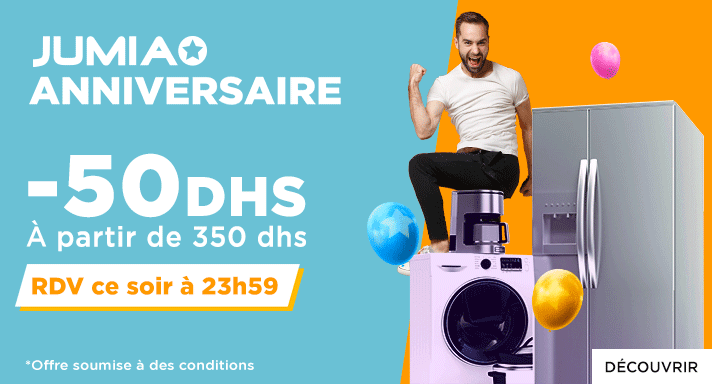 JUMIA
ANNIVERSAIRE
-50DHS
À partir de 350 dhs
RDV ce soir à 23h59
*Offre soumise à des conditions
DÉCOUVRIR